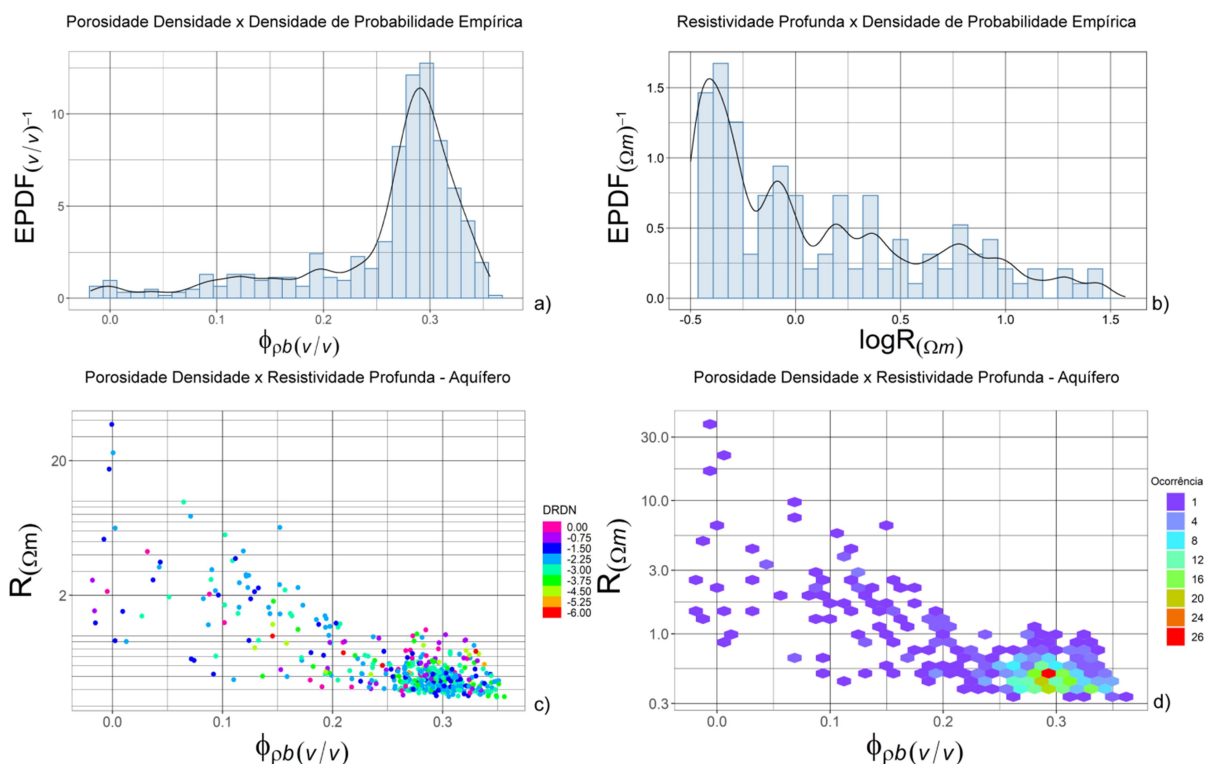 Porosidade Densidade x Densidade de Probabilidade Empírica
EPDF(v/v)⁻¹
10
5
0
0.0 0.1 0.2 0.3
ϕρb(v/v)
a)
Resistividade Profunda x Densidade de Probabilidade Empírica
EPDF(Ωm)⁻¹
1.5
1.0
0.5
0.0
-0.5 0.0 0.5 1.0 1.5
logR(Ωm)
b)
Porosidade Densidade x Resistividade Profunda - Aquífero
R(Ωm)
20
2
0.0 0.1 0.2 0.3
ϕρb(v/v)
c)
DRDN
0.00
-0.75
-1.50
-2.25
-3.00
-3.75
-4.50
-5.25
-6.00
Porosidade Densidade x Resistividade Profunda - Aquífero
R(Ωm)
30.0
10.0
3.0
1.0
0.3
0.0 0.1 0.2 0.3
ϕρb(v/v)
d)
Ocorrência
1
4
8
12
16
20
24
26